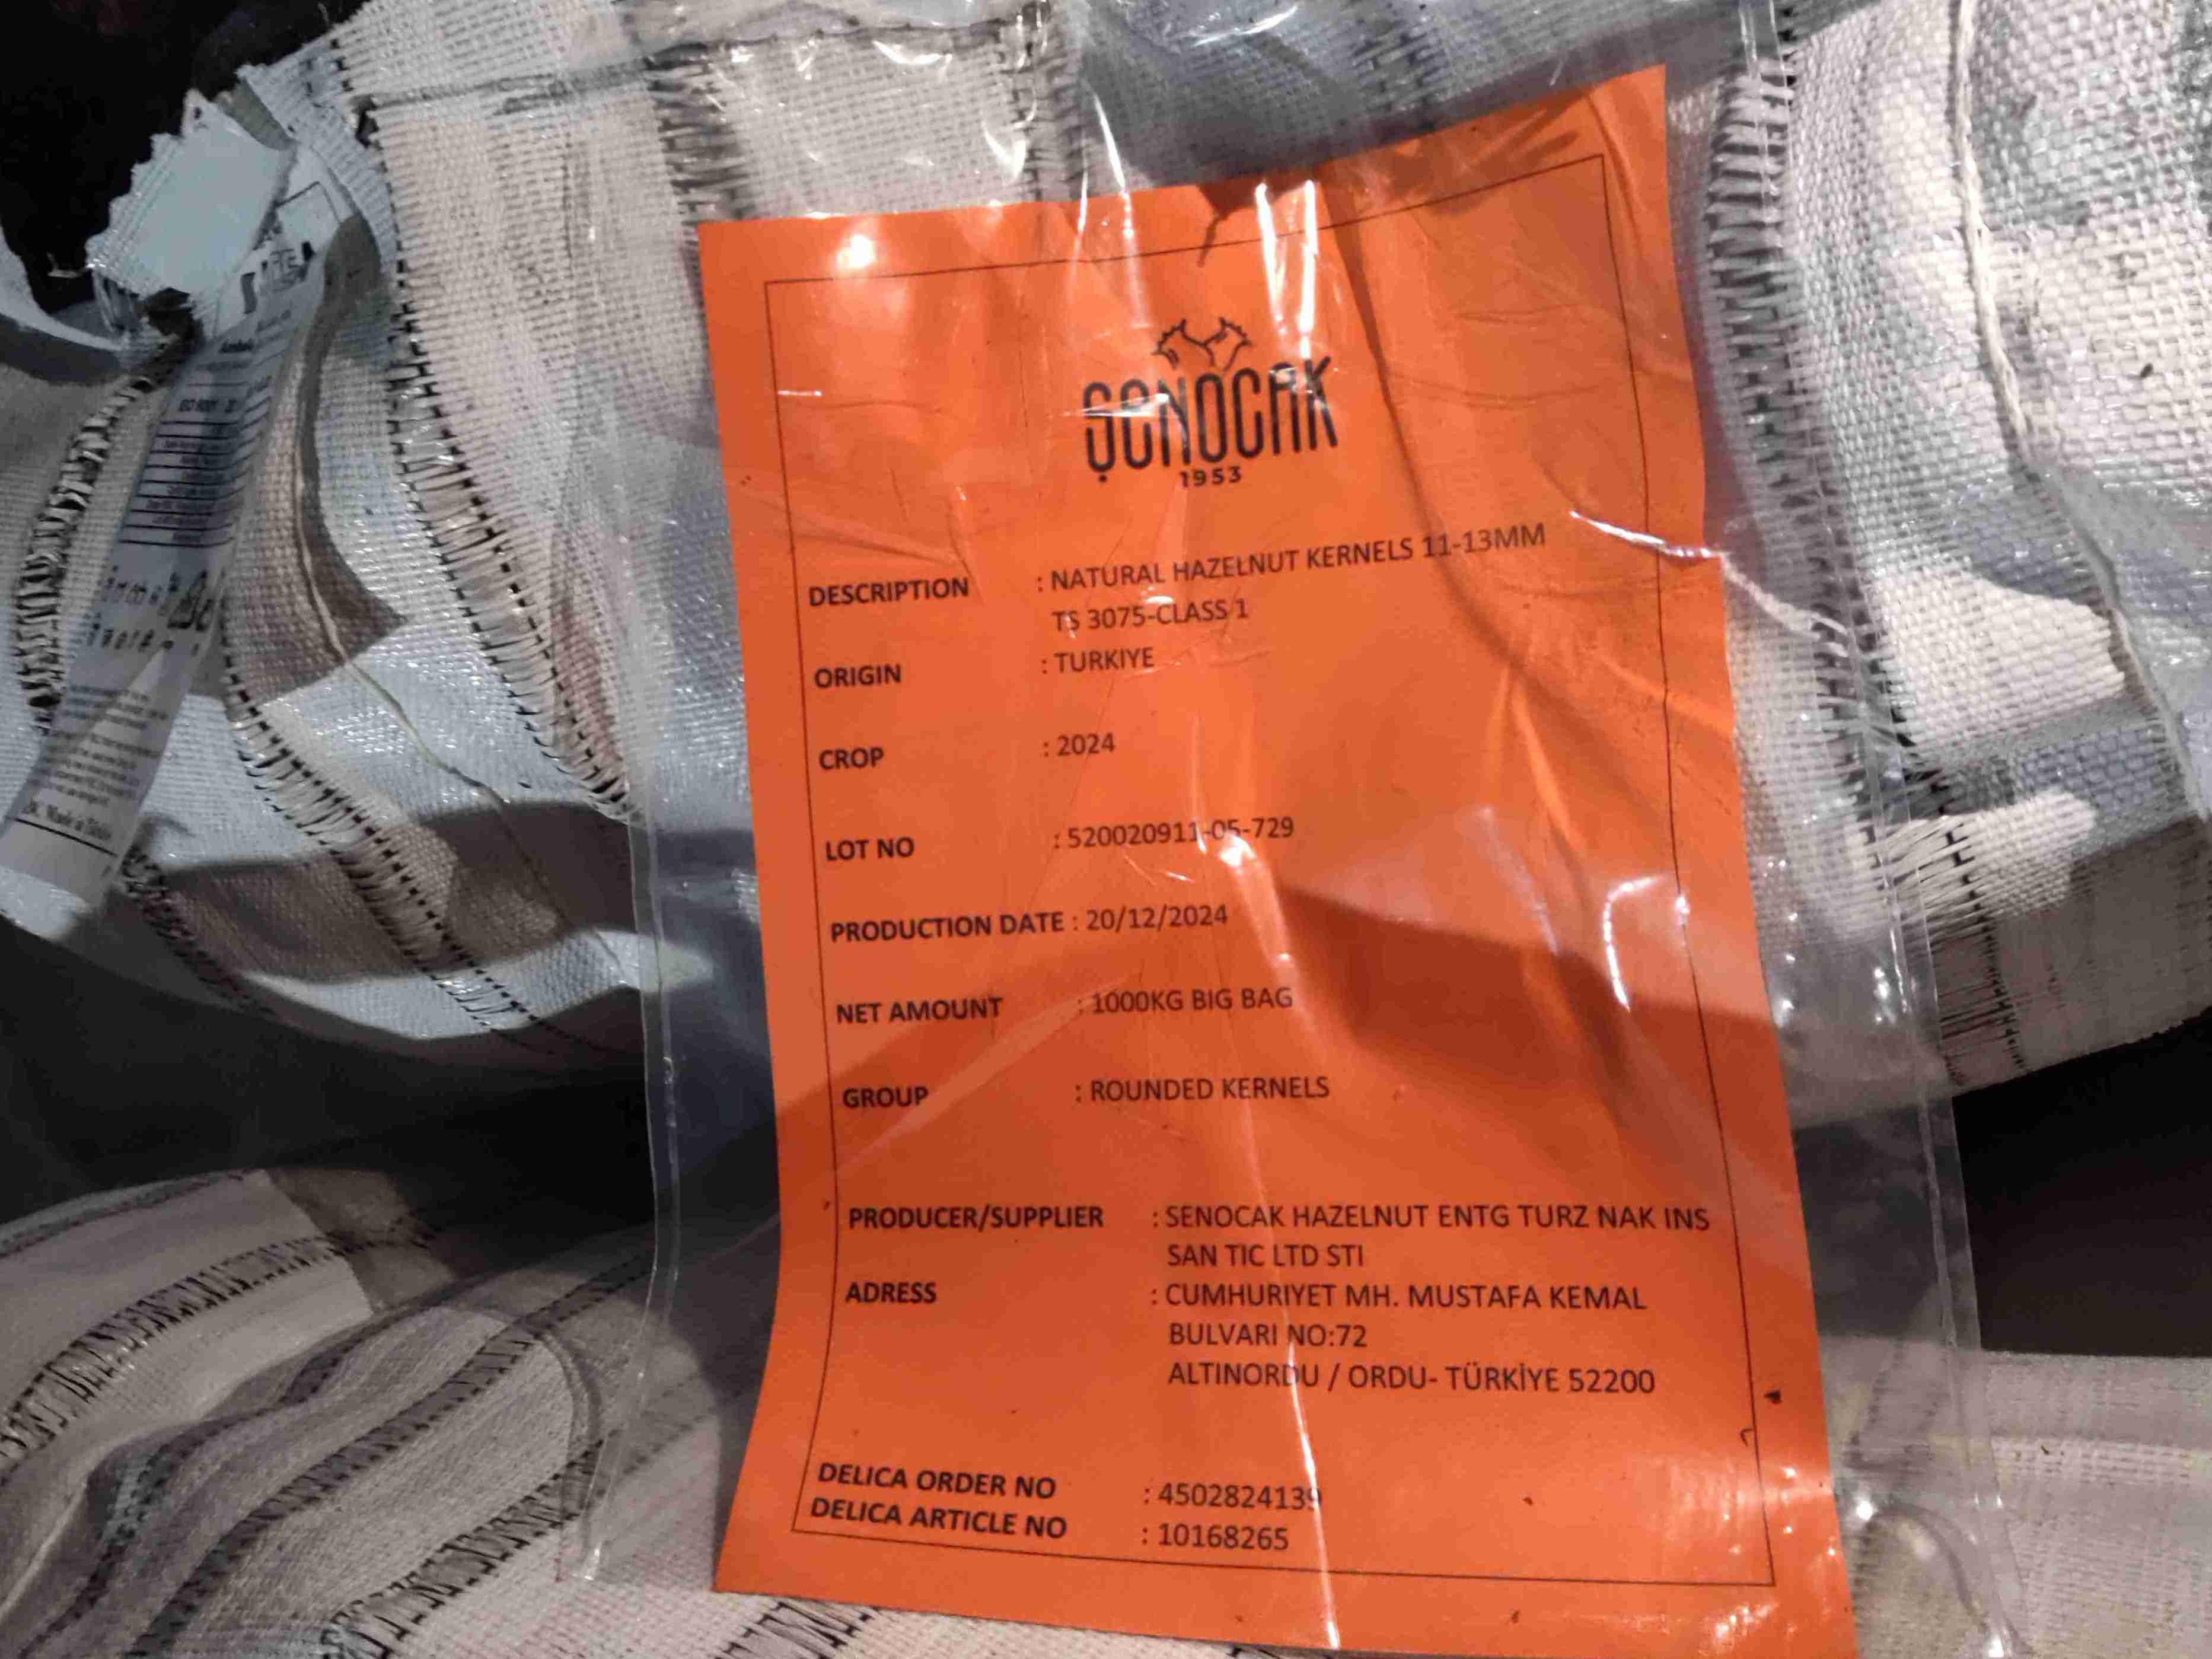 ŞENOCAK
1953
DESCRIPTION : NATURAL HAZELNUT KERNELS 11-13MM
TS 3075-CLASS 1
ORIGIN : TURKIYE
CROP : 2024
LOT NO : 520020911-05-729
PRODUCTION DATE : 20/12/2024
NET AMOUNT : 1000KG BIG BAG
GROUP : ROUNDED KERNELS
PRODUCER/SUPPLIER : SENOCAK HAZELNUT ENTG TURZ NAK INS
SAN TIC LTD STI
ADRESS : CUMHURIYET MH. MUSTAFA KEMAL
BULVARI NO:72
ALTINORDU / ORDU- TÜRKİYE 52200
DELICA ORDER NO : 4502824139
DELICA ARTICLE NO : 10168265